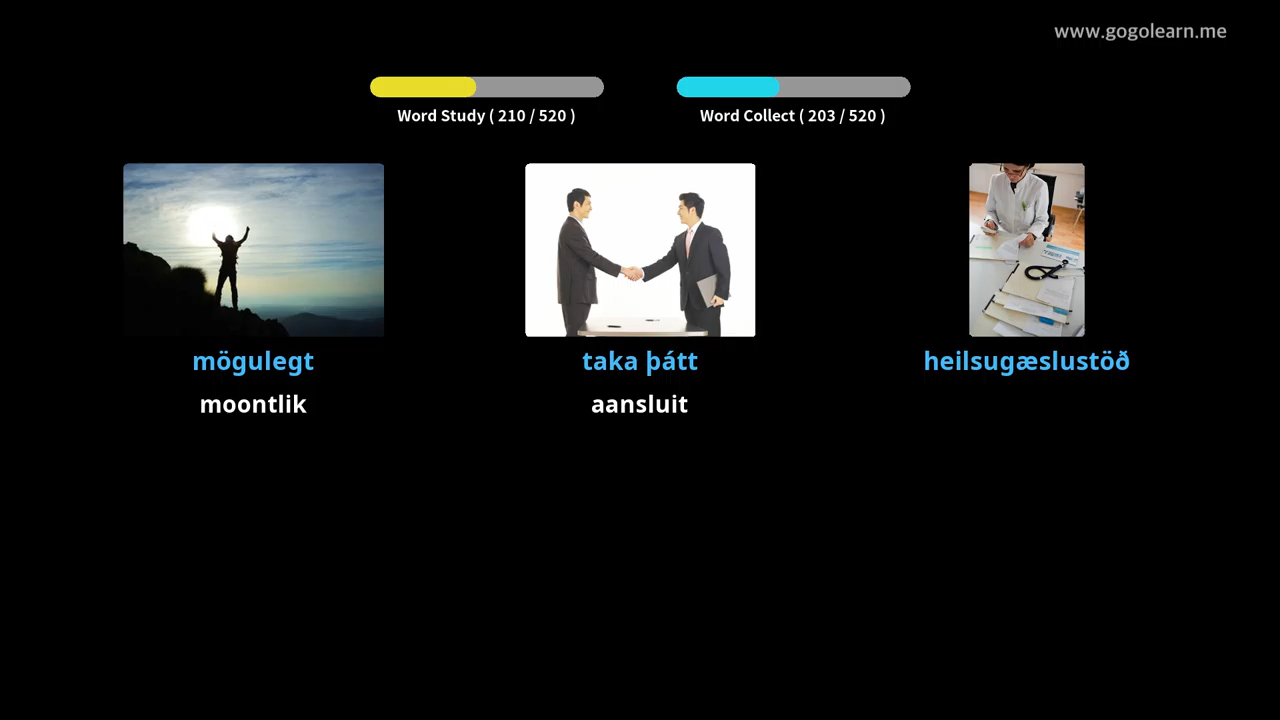 www.gogolearn.me
Word Study ( 210 / 520 )
Word Collect ( 203 / 520 )
mögulegt
taka þátt
heilsugæslustöð
moontlik
aansluit